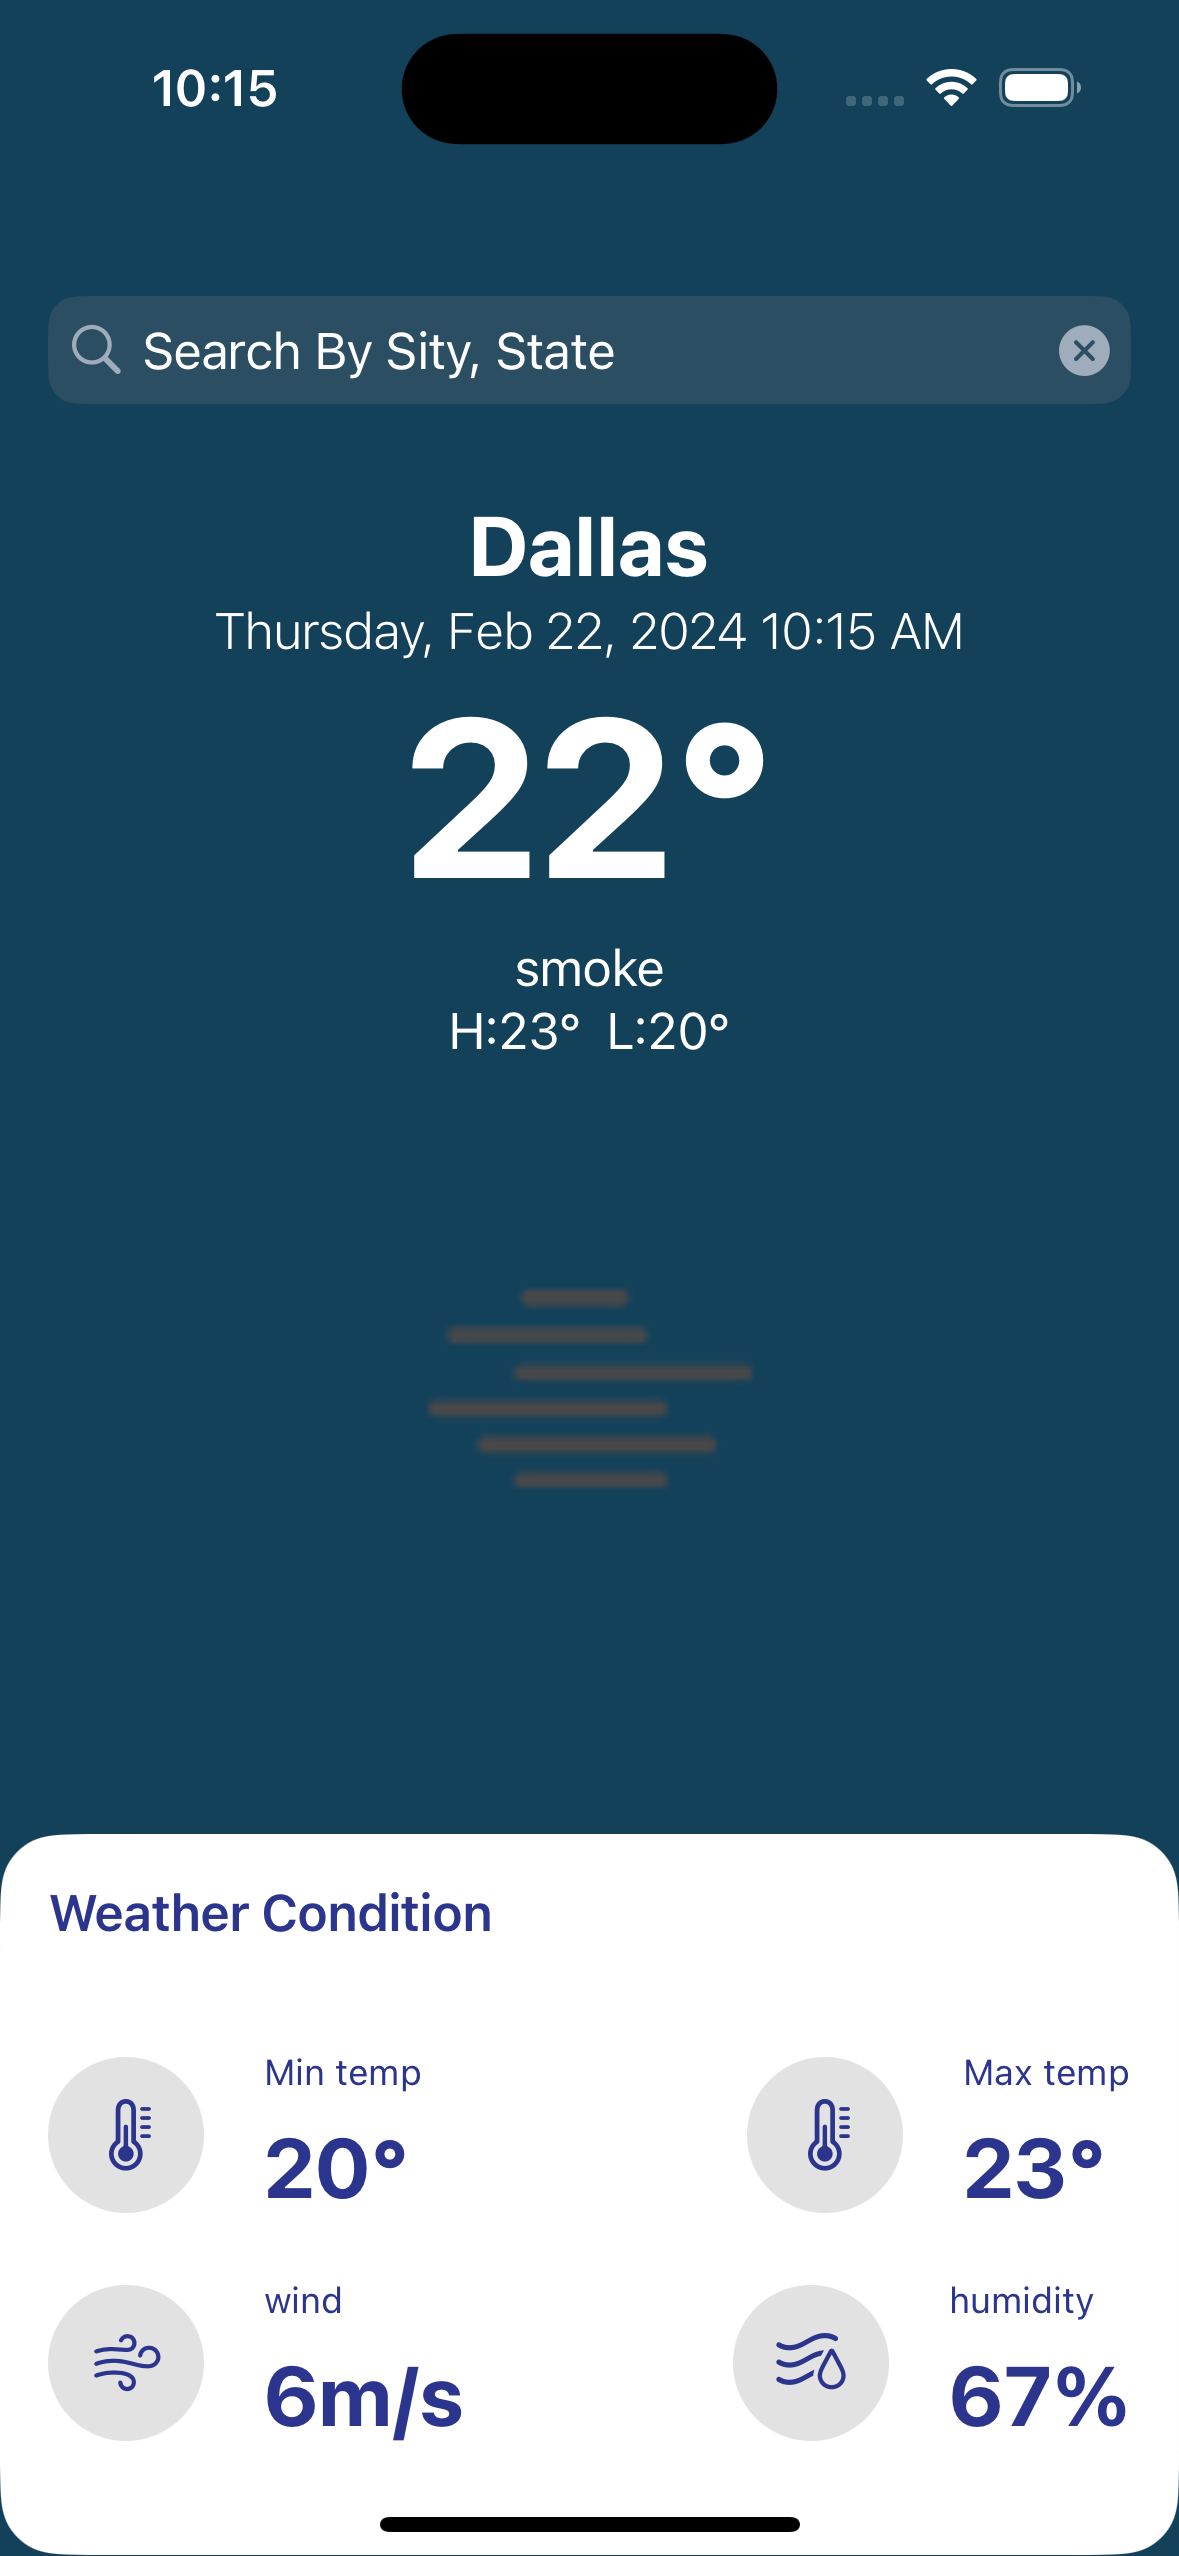 10:15
Search By Sity, State
Dallas
Thursday, Feb 22, 2024 10:15 AM
22°
smoke
H:23° L:20°
Weather Condition
Min temp
20°
Max temp
23°
wind
6m/s
humidity
67%